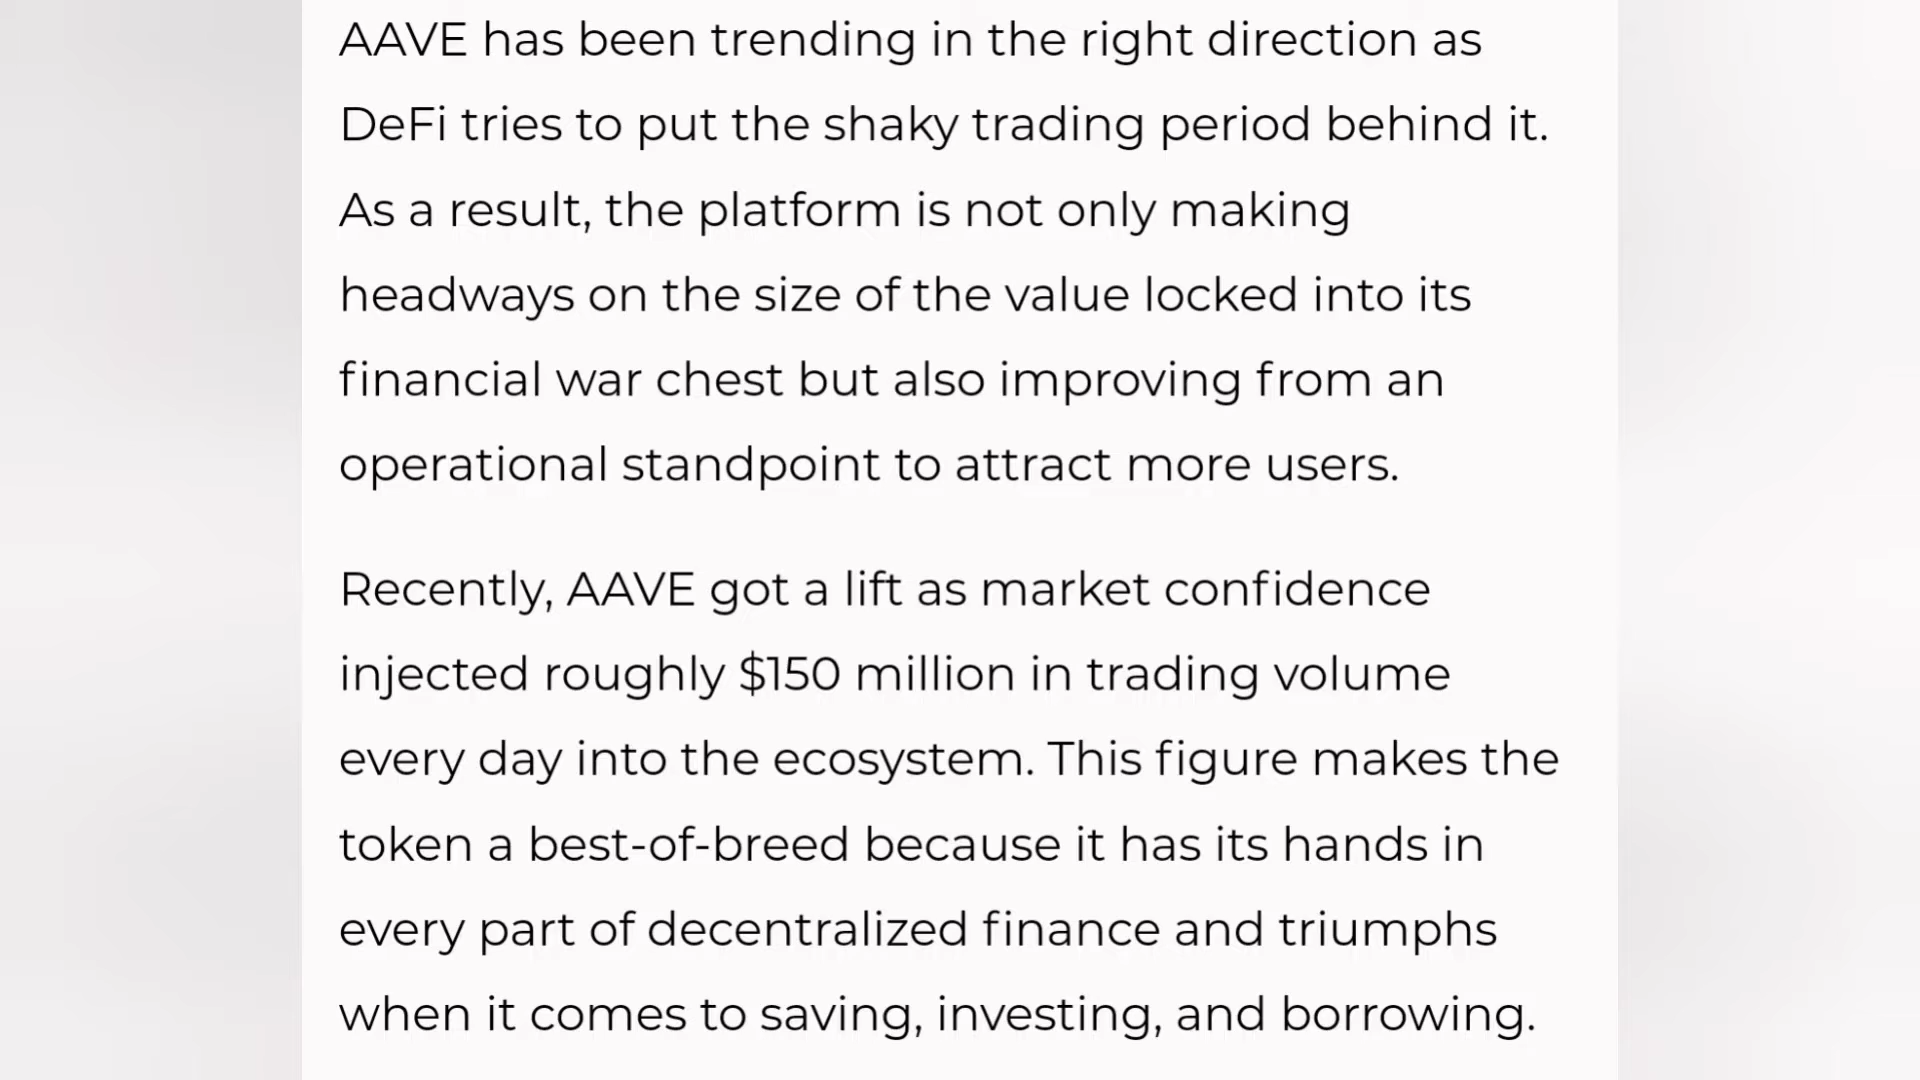 AAVE has been trending in the right direction as
DeFi tries to put the shaky trading period behind it.
As a result, the platform is not only making
headways on the size of the value locked into its
financial war chest but also improving from an
operational standpoint to attract more users.
Recently, AAVE got a lift as market confidence
injected roughly $150 million in trading volume
every day into the ecosystem. This figure makes the
token a best-of-breed because it has its hands in
every part of decentralized finance and triumphs
when it comes to saving, investing, and borrowing.